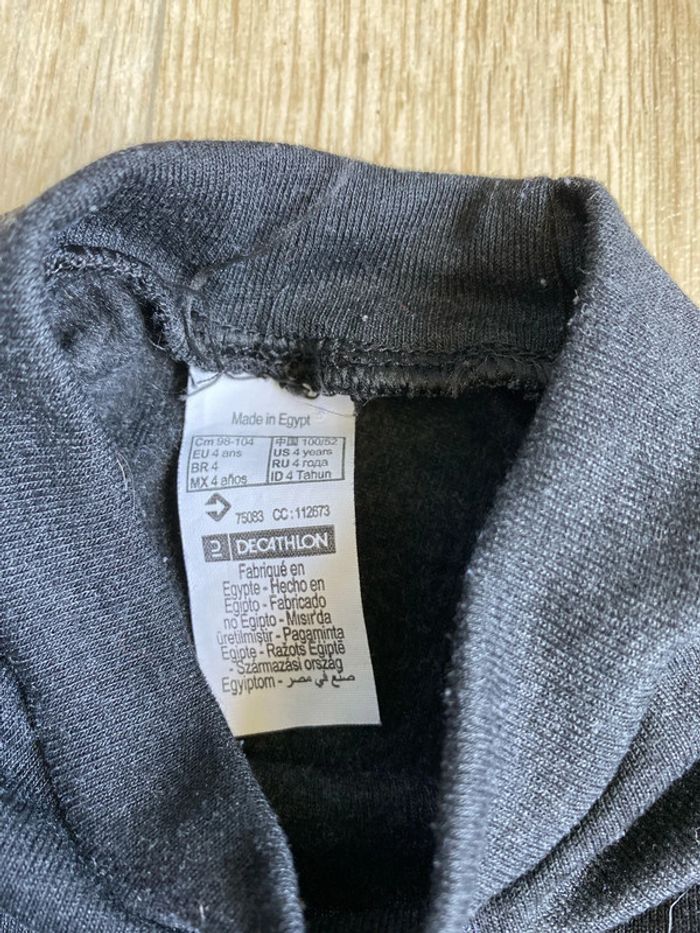 Made in Egypt
Cm 98-104
EU 4 ans
BR 4
MX 4 años
中国 100/52
US 4 years
RU 4 года
ID 4 Tahun
75083 CC:112673
DECATHLON
Fabriqué en
Egypte - Hecho en
Egipto - Fabricado
no Egipto - Mısır'da
üretilmiştir - Pagaminta
Egipte - Ražots Ēģiptē
- Származási ország
Egyiptom - صنع في مصر